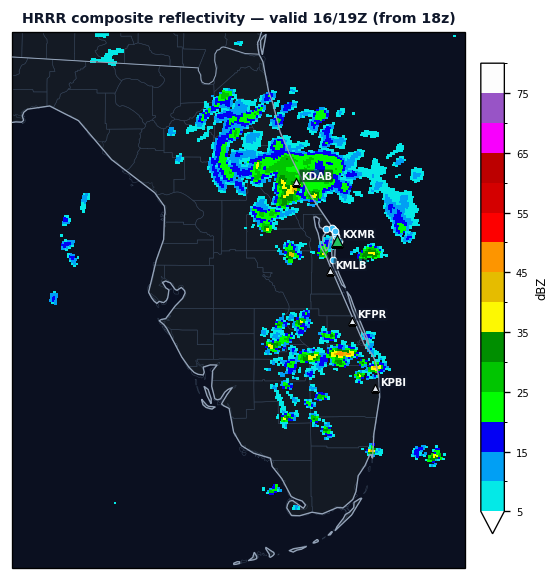 HRRR composite reflectivity — valid 16/19Z (from 18z)
KDAB
KXMR
KMLB
KFPR
KPBI
75
65
55
45
35
25
15
5
dBZ